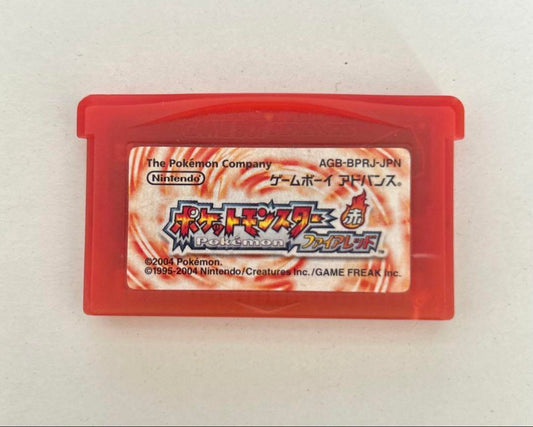 The Pokémon Company AGB-BPRJ-JPN
Nintendo ゲームボーイ アドバンス®
ポケットモンスター 赤
Pokémon ファイアレッド™
©2004 Pokémon.
©1995-2004 Nintendo/Creatures Inc./GAME FREAK Inc.